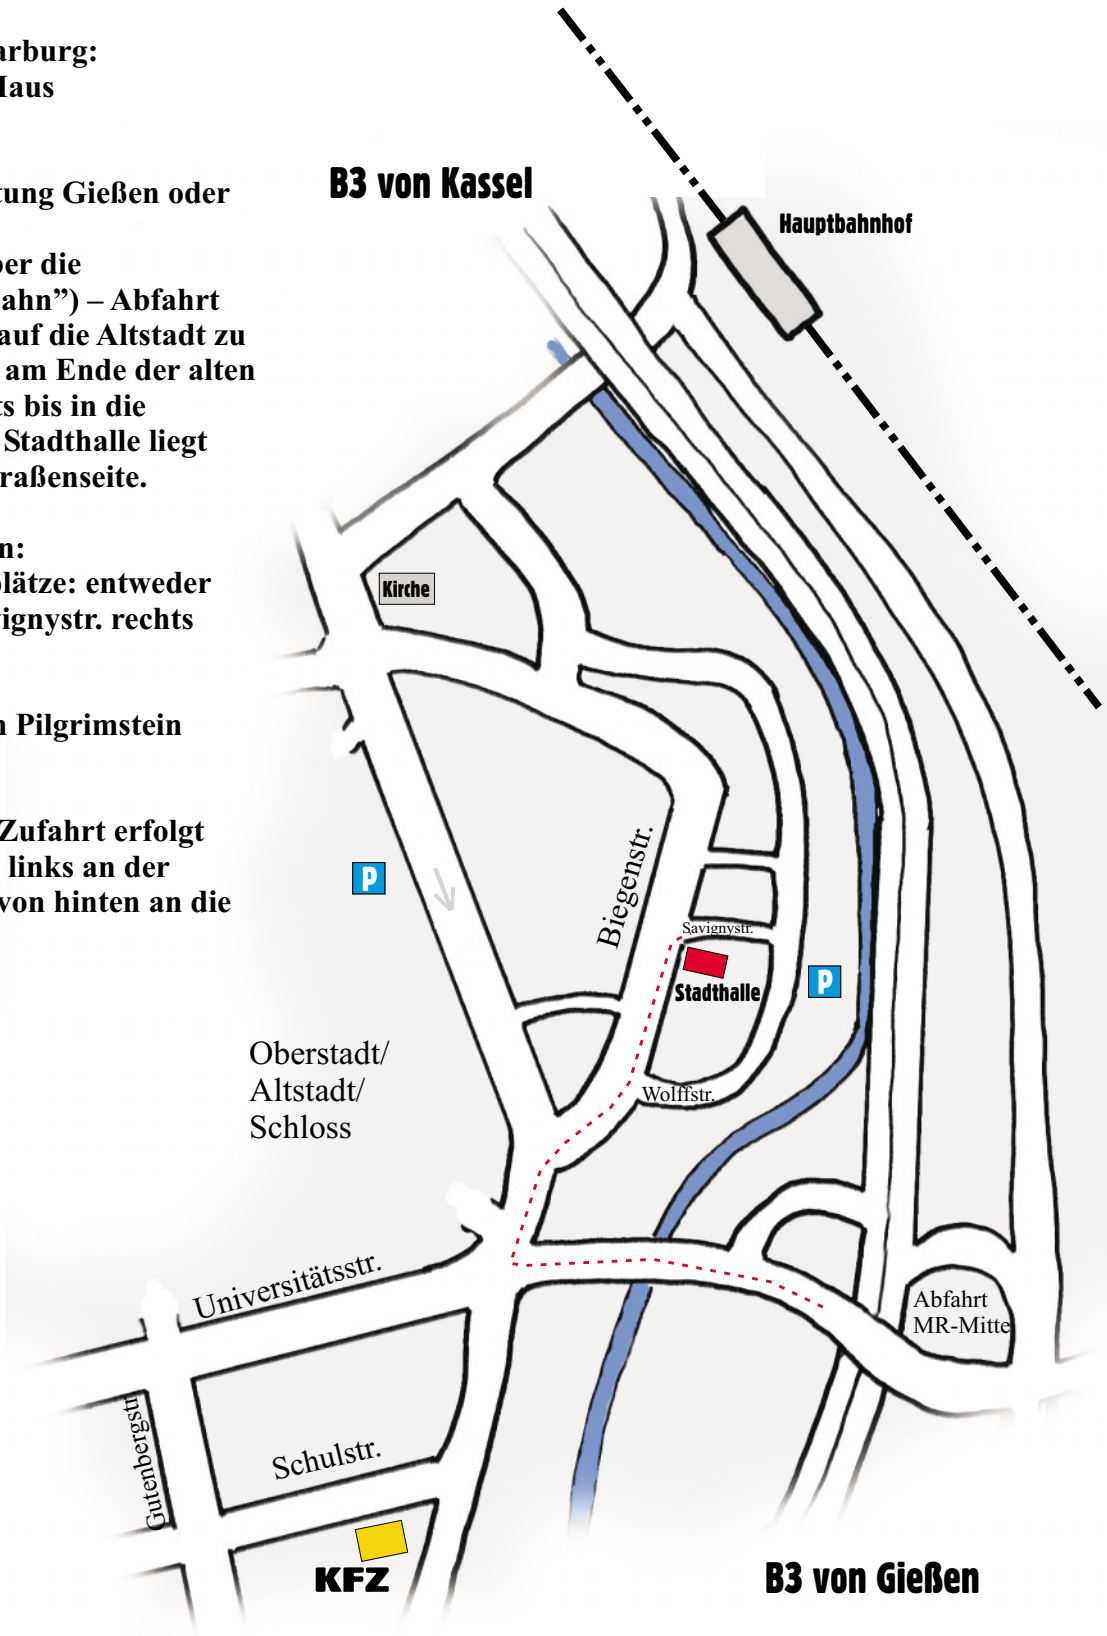 arburg:
Haus
tung Gießen oder
ber die
ahn”) – Abfahrt
auf die Altstadt zu
am Ende der alten
ts bis in die
Stadthalle liegt
raßenseite.
n:
plätze: entweder
vignystr. rechts
n Pilgrimstein
Zufahrt erfolgt
links an der
von hinten an die
B3 von Kassel
Hauptbahnhof
Kirche
P
Biegenstr.
Savignystr.
Stadthalle
P
Oberstadt/
Altstadt/
Schloss
Wolffstr.
Universitätsstr.
Abfahrt
MR-Mitte
Gutenbergstr
Schulstr.
KFZ
B3 von Gießen